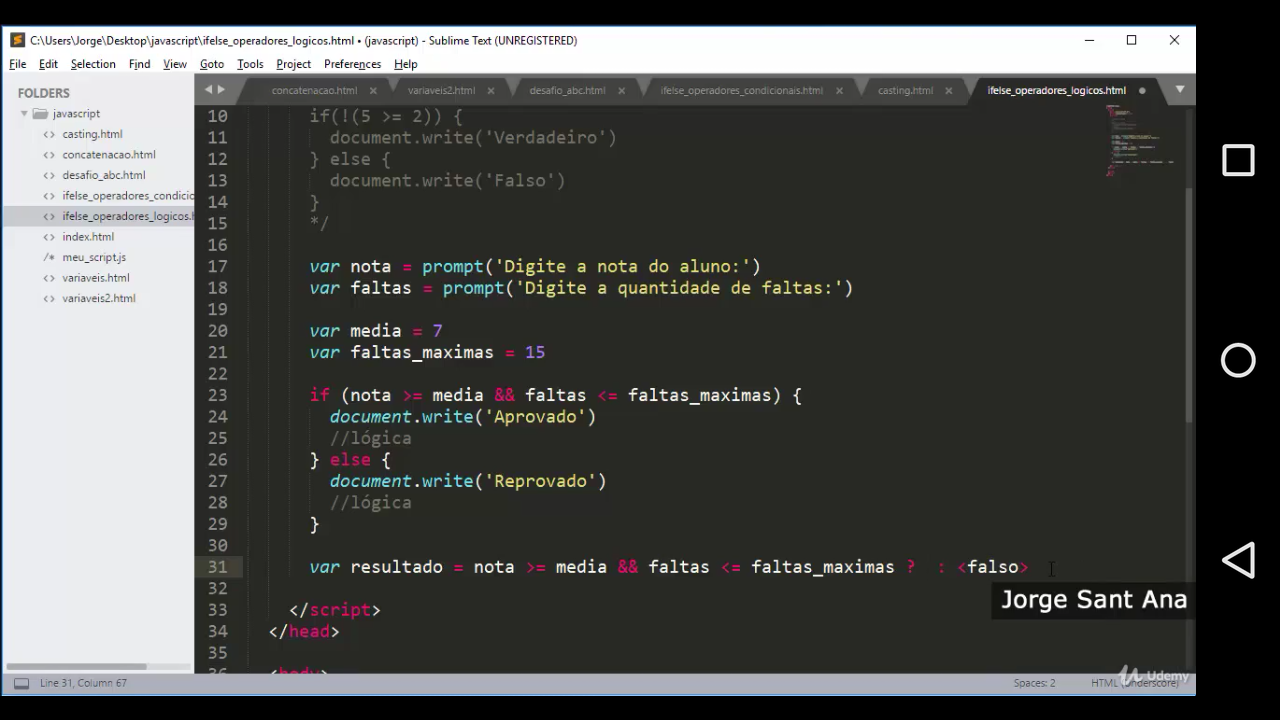 C:\Users\Jorge\Desktop\javascript\ifelse_operadores_logicos.html • (javascript) - Sublime Text (UNREGISTERED)
File Edit Selection Find View Goto Tools Project Preferences Help
FOLDERS
javascript
casting.html
concatenacao.html
desafio_abc.html
ifelse_operadores_condicio
ifelse_operadores_logicos.h
index.html
meu_script.js
variaveis.html
variaveis2.html
concatenacao.html variaveis2.html desafio_abc.html ifelse_operadores_condicionais.html casting.html ifelse_operadores_logicos.html
10 if(!(5 >= 2)) {
11 document.write('Verdadeiro')
12 } else {
13 document.write('Falso')
14 }
15 */
16
17 var nota = prompt('Digite a nota do aluno:')
18 var faltas = prompt('Digite a quantidade de faltas:')
19
20 var media = 7
21 var faltas_maximas = 15
22
23 if (nota >= media && faltas <= faltas_maximas) {
24 document.write('Aprovado')
25 //lógica
26 } else {
27 document.write('Reprovado')
28 //lógica
29 }
30
31 var resultado = nota >= media && faltas <= faltas_maximas ?  : <falso>
32
33 </script>
34 </head>
35
36 <body>
Jorge Sant Ana
Udemy
Line 31, Column 67 Spaces: 2 HTML (Underscore)